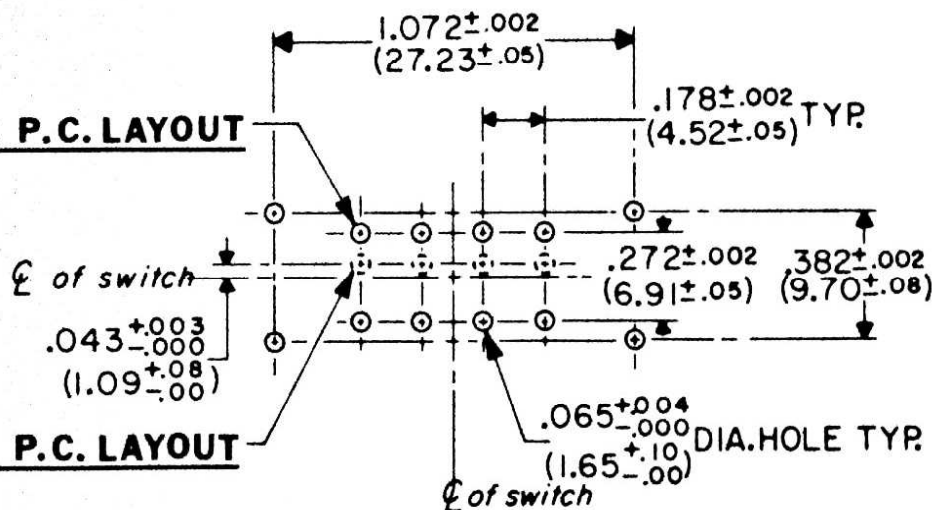 1.072±.002
(27.23±.05)
.178±.002 TYP.
(4.52±.05)
P.C. LAYOUT
℄ of switch
.272±.002
(6.91±.05)
.382±.002
(9.70±.08)
.043+.003-.000
(1.09+.08-.00)
.065+.004-.000 DIA. HOLE TYP.
(1.65+.10-.00)
P.C. LAYOUT
℄ of switch